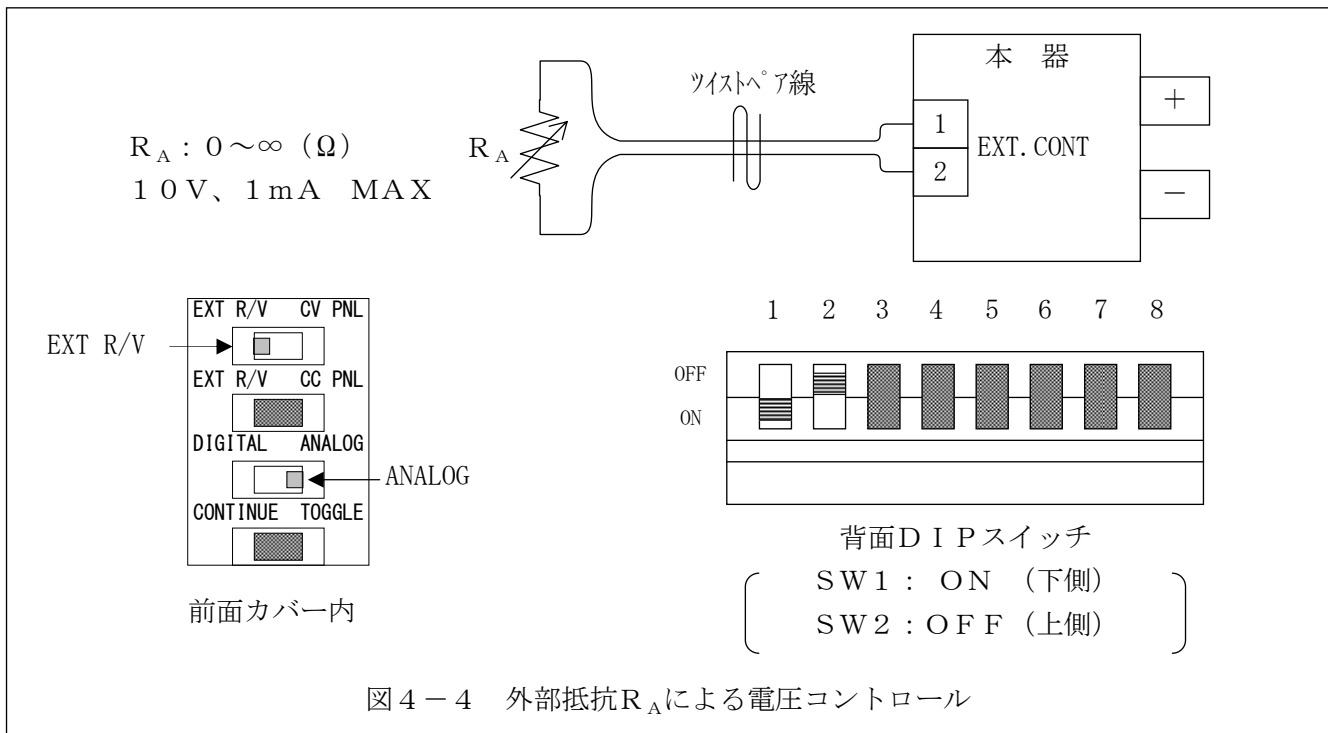 本 器
ツイストペア線
+
1
EXT.CONT
2
−
RA
RA:0~∞(Ω)
10V、1mA MAX
EXT R/V CV PNL
EXT R/V
EXT R/V CC PNL
DIGITAL ANALOG
ANALOG
CONTINUE TOGGLE
前面カバー内
1 2 3 4 5 6 7 8
OFF
ON
背面DIPスイッチ
SW1: ON (下側)
SW2:OFF(上側)
図4-4 外部抵抗RAによる電圧コントロール